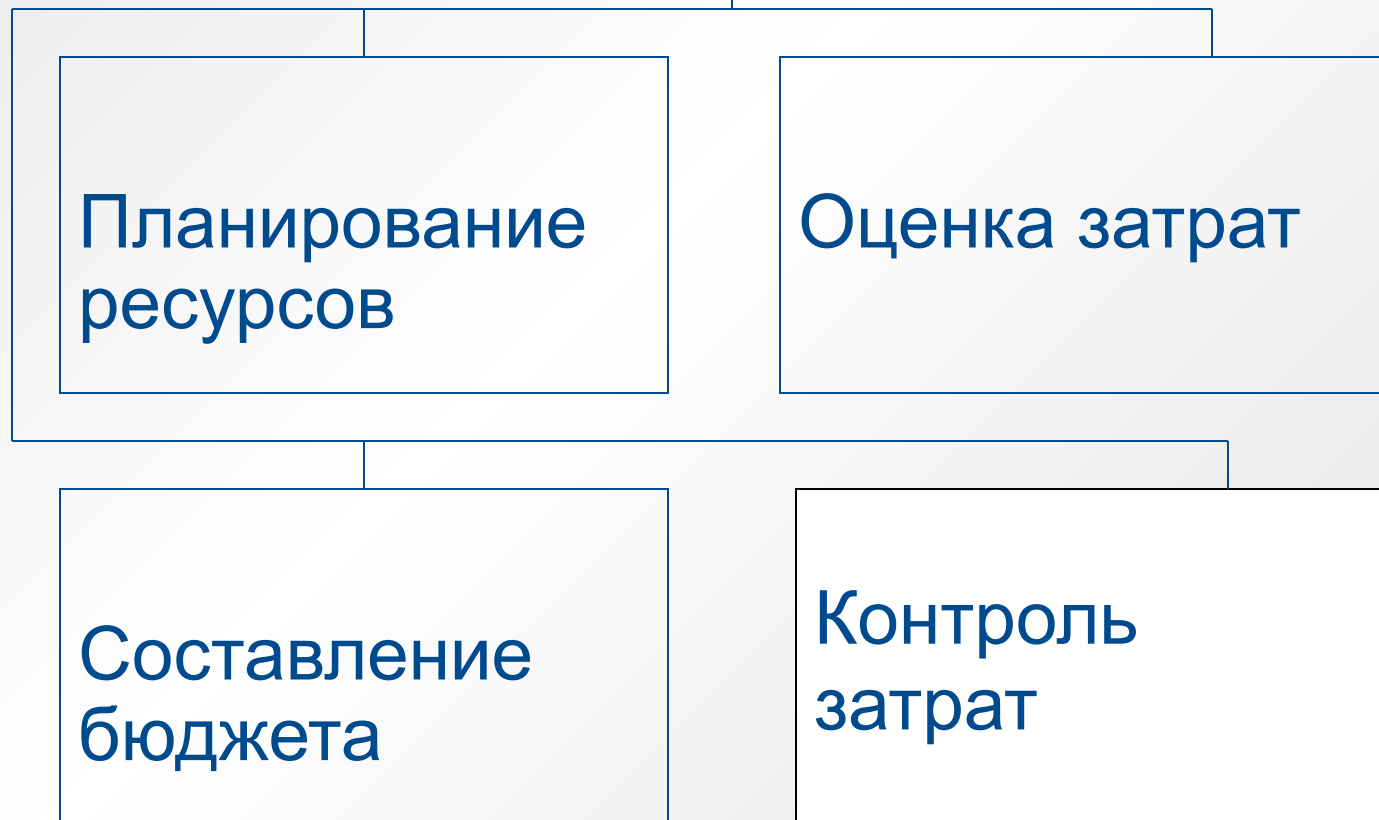 Планирование
ресурсов
Оценка затрат
Составление
бюджета
Контроль
затрат